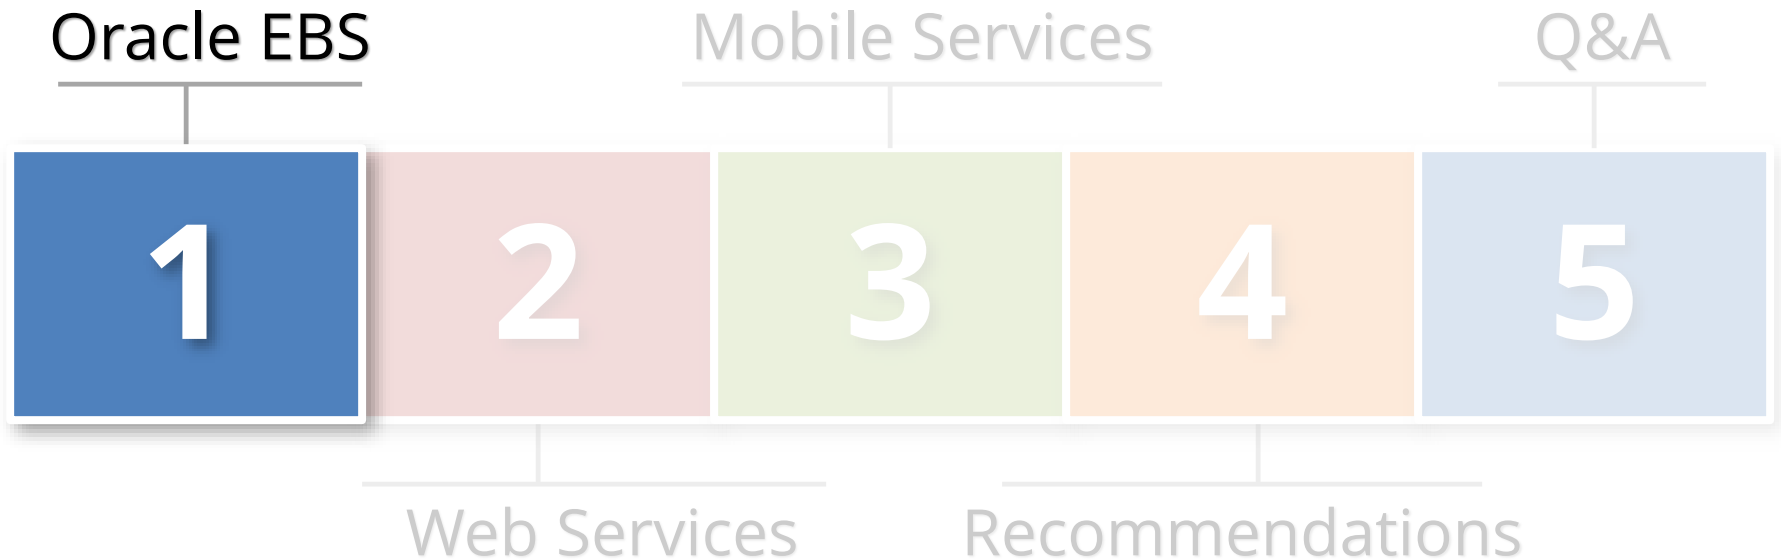 Oracle EBS
Mobile Services
Q&A
1
2
3
4
5
Web Services
Recommendations